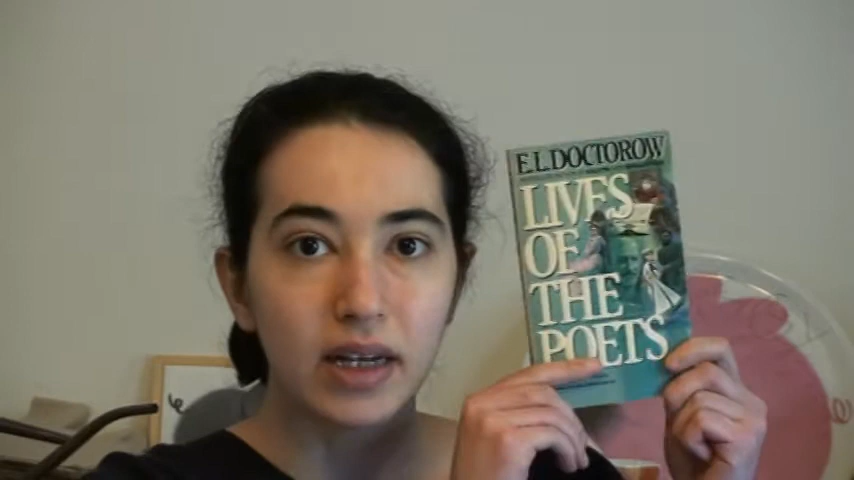 E.L. DOCTOROW
LIVES
OF
THE
POETS